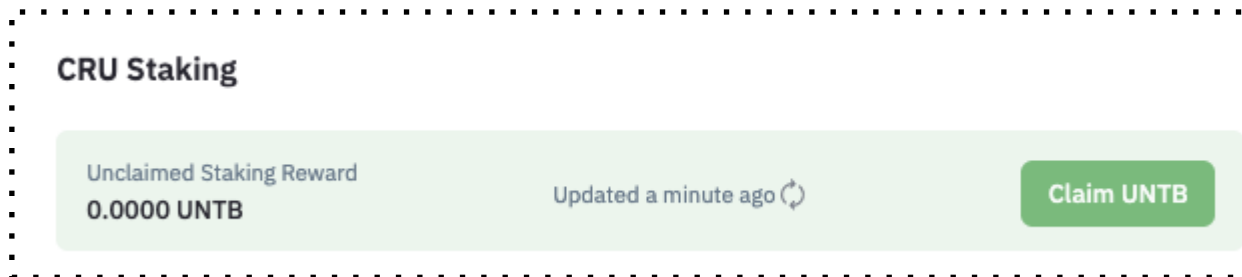 CRU Staking
Unclaimed Staking Reward
0.0000 UNTB
Updated a minute ago
Claim UNTB